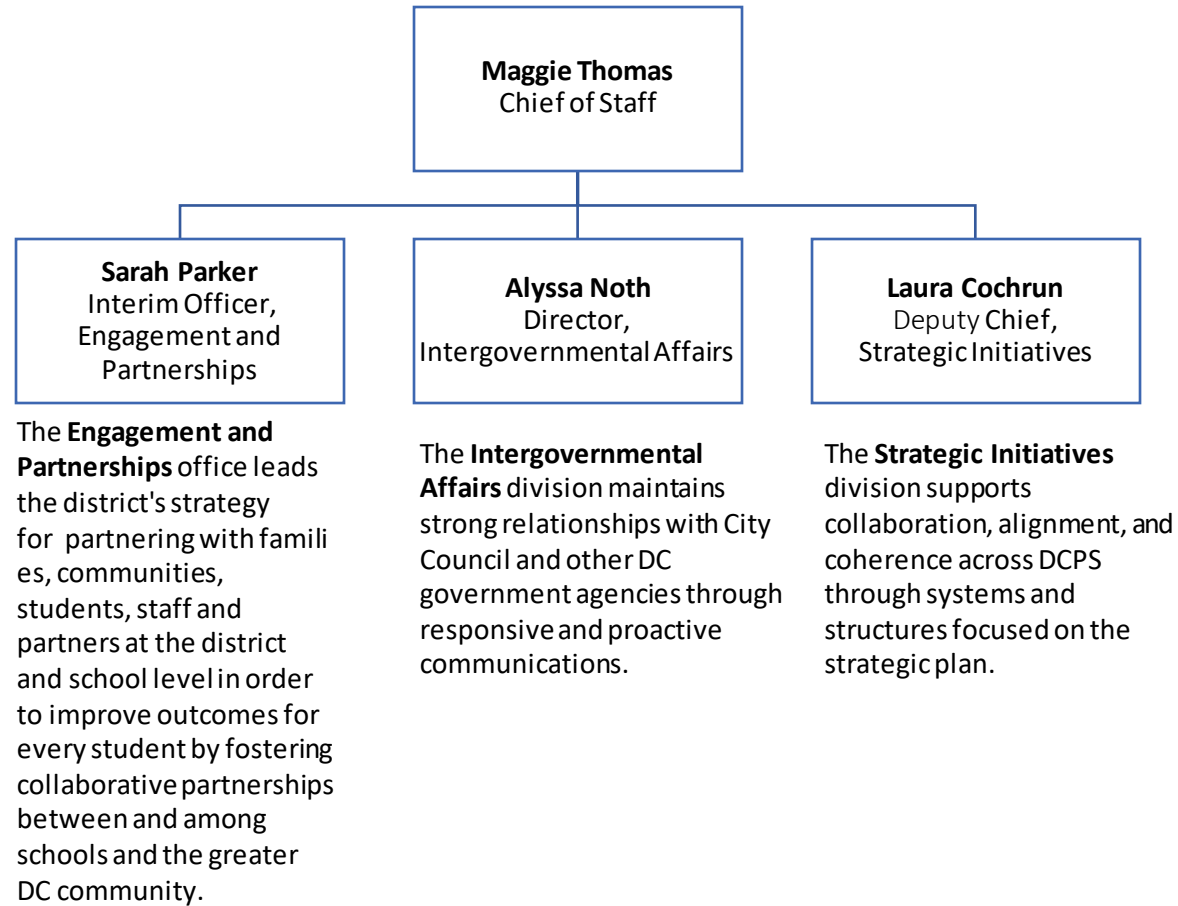 Maggie Thomas
Chief of Staff
Sarah Parker
Interim Officer,
Engagement and
Partnerships
Alyssa Noth
Director,
Intergovernmental Affairs
Laura Cochrun
Deputy Chief,
Strategic Initiatives
The Engagement and
Partnerships office leads
the district's strategy
for partnering with famili
es, communities,
students, staff and
partners at the district
and school level in order
to improve outcomes for
every student by fostering
collaborative partnerships
between and among
schools and the greater
DC community.
The Intergovernmental
Affairs division maintains
strong relationships with City
Council and other DC
government agencies through
responsive and proactive
communications.
The Strategic Initiatives
division supports
collaboration, alignment, and
coherence across DCPS
through systems and
structures focused on the
strategic plan.